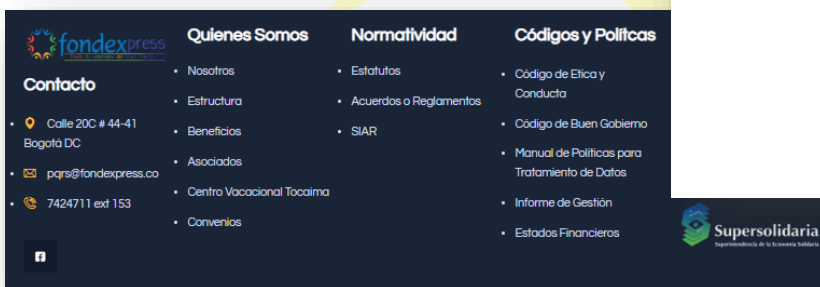 fondexpress
Contacto
Calle 20C # 44-41
Bogotá DC
pqrs@fondexpress.co
7424711 ext 153
Quienes Somos
Nosotros
Estructura
Beneficios
Asociados
Centro Vacacional Tocaima
Convenios
Normatividad
Estatutos
Acuerdos o Reglamentos
SIAR
Códigos y Polítcas
Código de Etica y
Conducta
Código de Buen Gobierno
Manual de Políticas para
Tratamiento de Datos
Informe de Gestión
Estados Financieros
Supersolidaria
Superintendencia de la Economía Solidaria